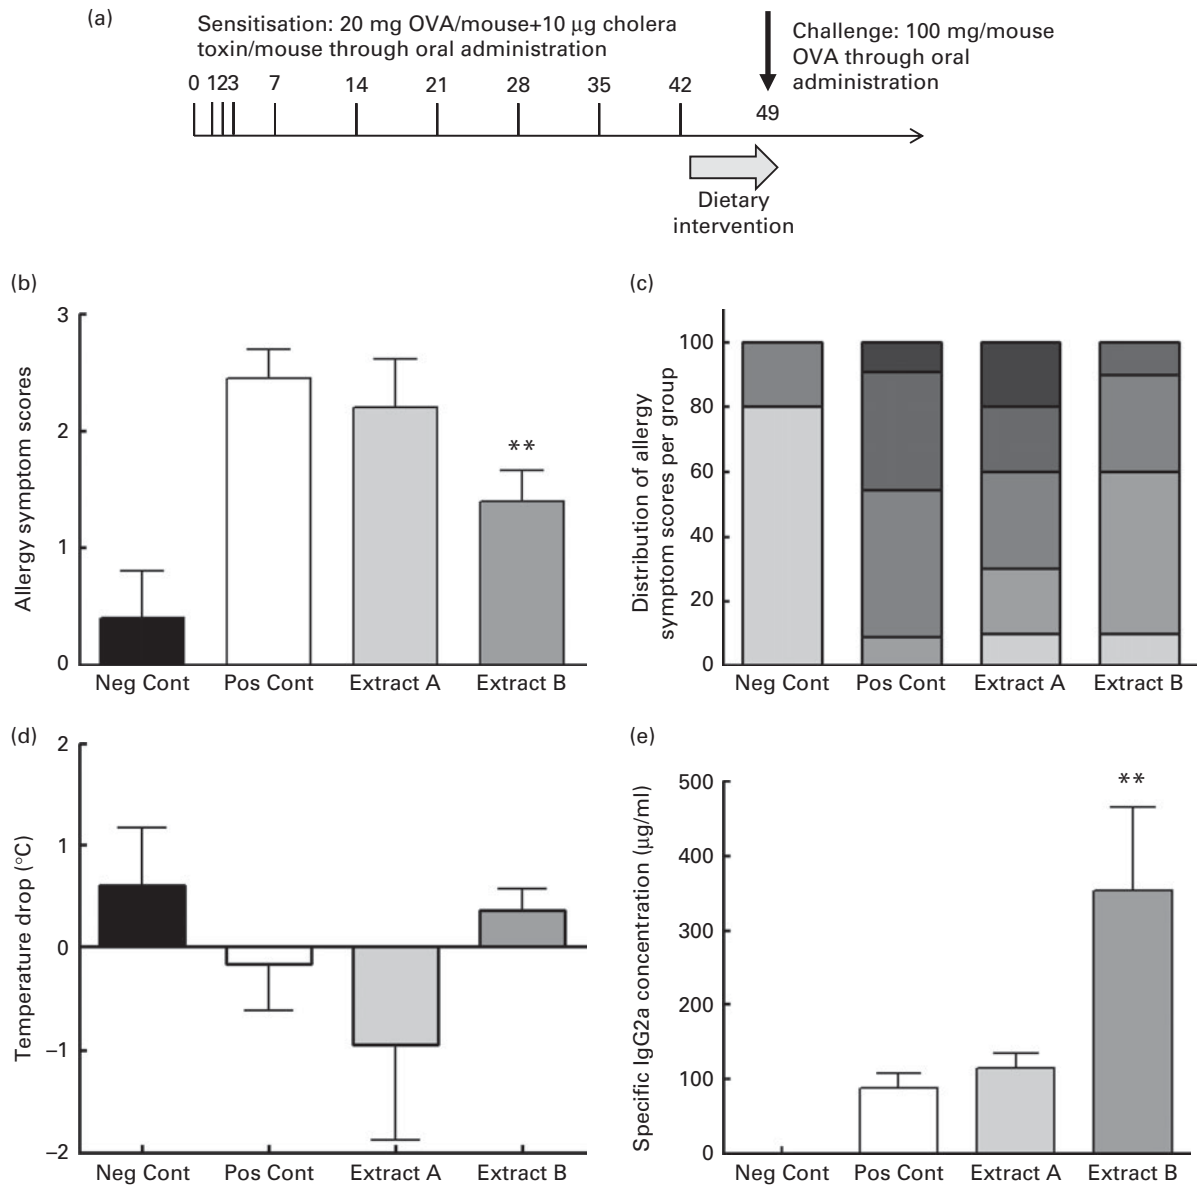 (a)
Sensitisation: 20 mg OVA/mouse+10 μg cholera
toxin/mouse through oral administration
Challenge: 100 mg/mouse
OVA through oral
administration
0 1 2 3 7 14 21 28 35 42 49
Dietary
intervention
(b)
Allergy symptom scores
3
2
1
0
**
Neg Cont Pos Cont Extract A Extract B
(c)
Distribution of allergy
symptom scores per group
100
80
60
40
20
0
Neg Cont Pos Cont Extract A Extract B
(d)
Temperature drop (°C)
2
1
0
–1
–2
Neg Cont Pos Cont Extract A Extract B
(e)
Specific IgG2a concentration (μg/ml)
500
400
300
200
100
0
**
Neg Cont Pos Cont Extract A Extract B